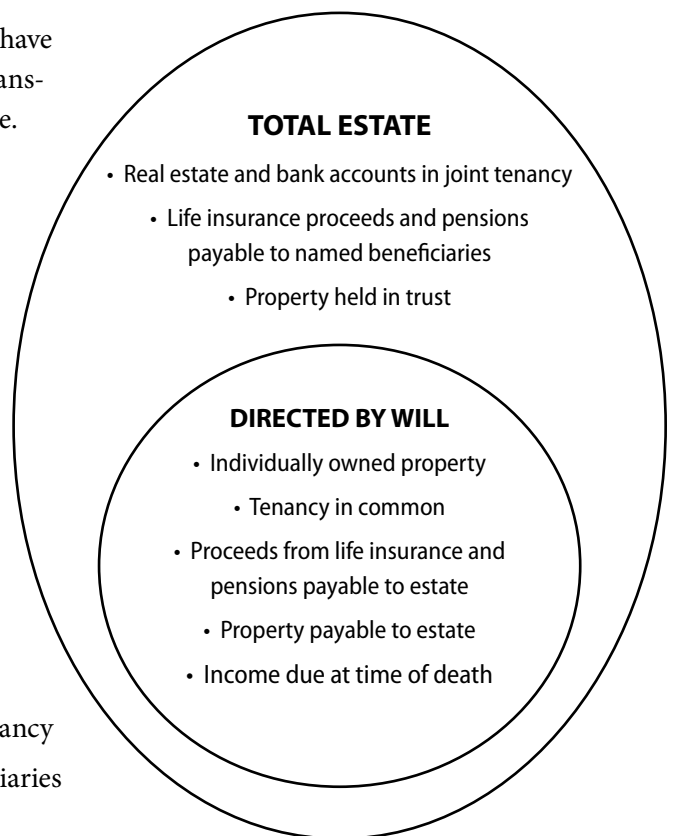 have
ans-
e.
TOTAL ESTATE
• Real estate and bank accounts in joint tenancy
• Life insurance proceeds and pensions
payable to named beneficiaries
• Property held in trust
DIRECTED BY WILL
• Individually owned property
• Tenancy in common
• Proceeds from life insurance and
pensions payable to estate
• Property payable to estate
• Income due at time of death
ancy
iaries